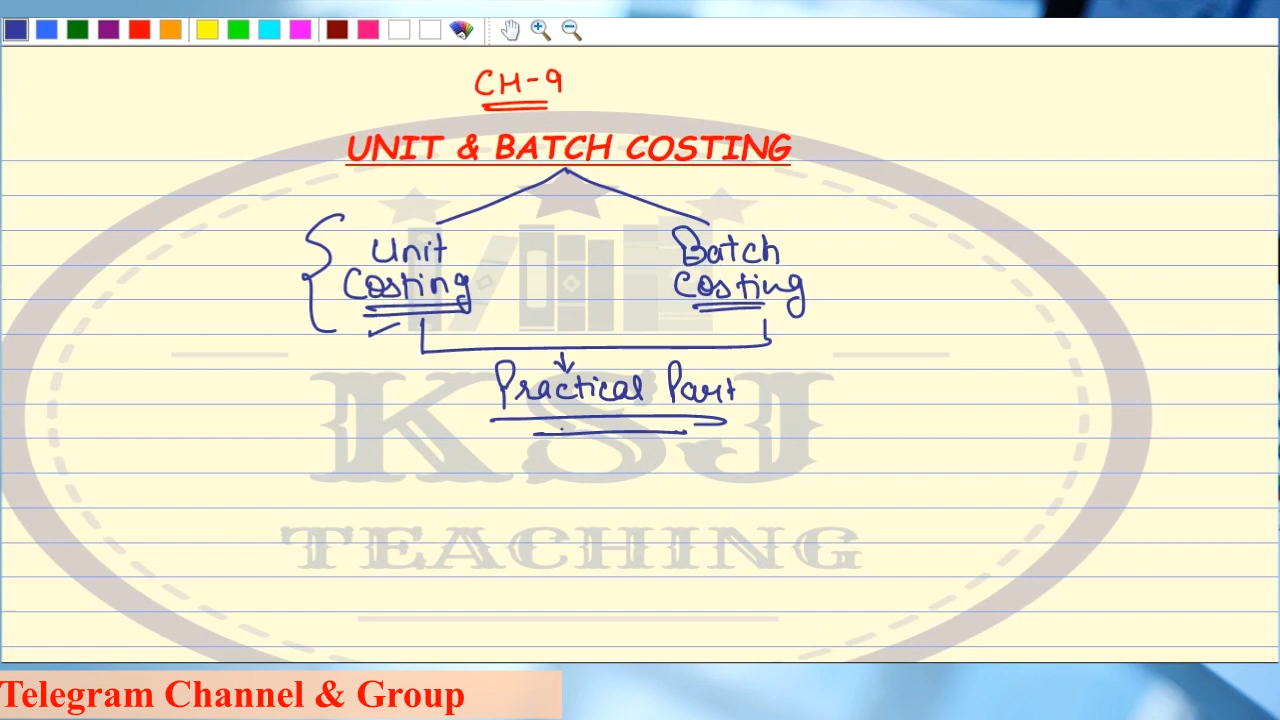 CH-9
UNIT & BATCH COSTING
Unit Costing
Batch Costing
Practical Part
KSJ
TEACHING
Telegram Channel & Group